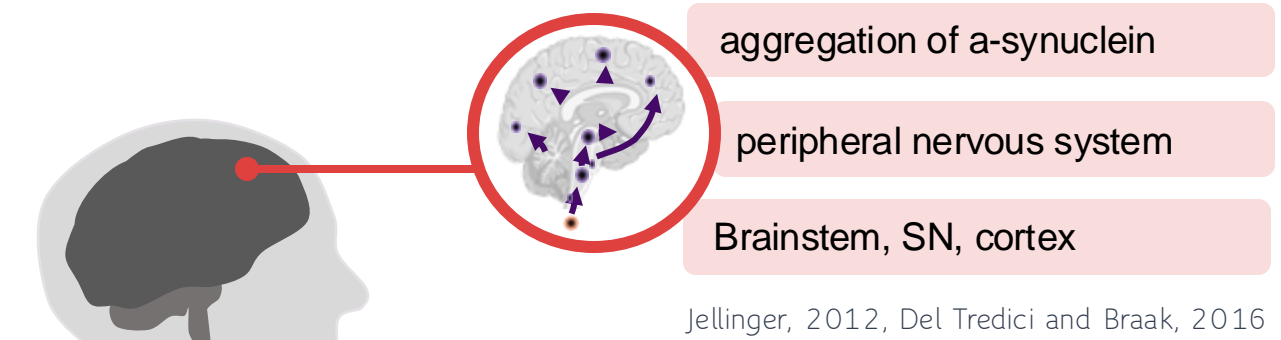 aggregation of a-synuclein
peripheral nervous system
Brainstem, SN, cortex
Jellinger, 2012, Del Tredici and Braak, 2016